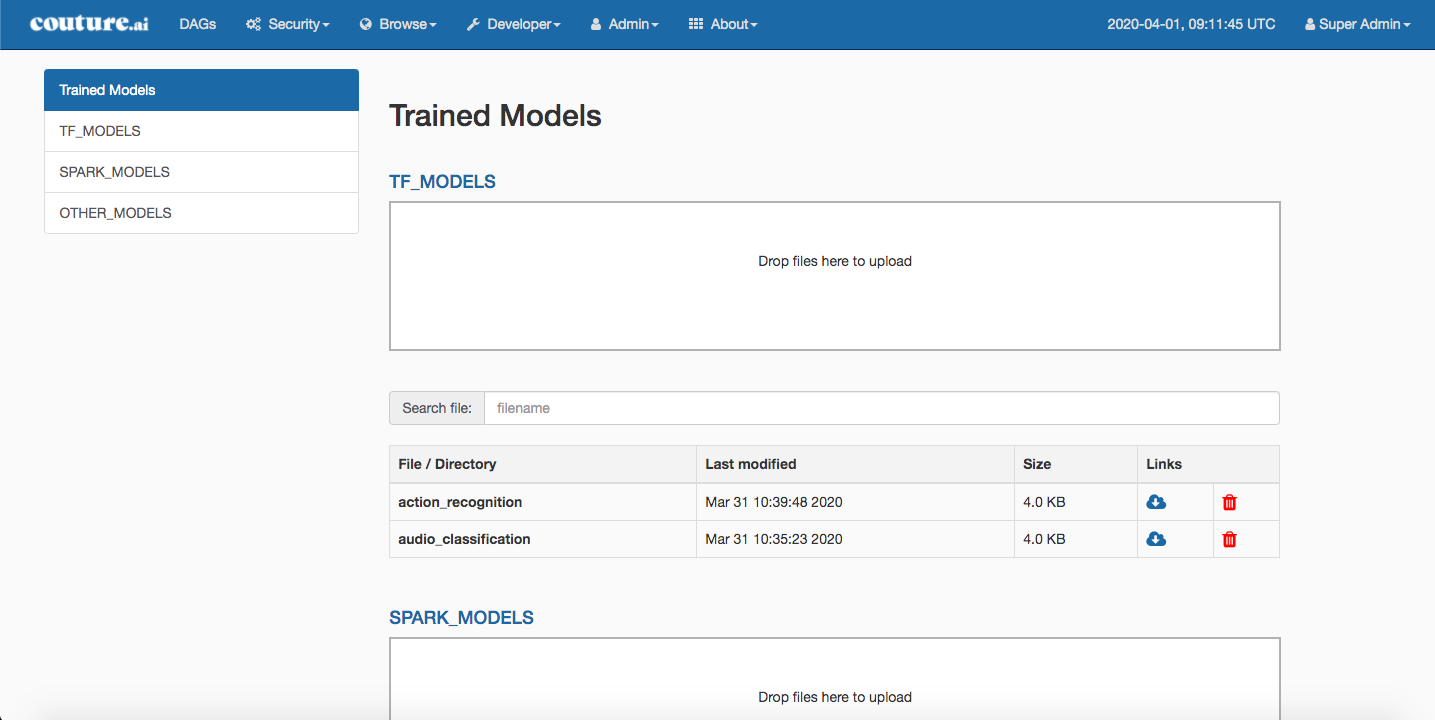 couture.ai DAGs Security Browse Developer Admin About 2020-04-01, 09:11:45 UTC Super Admin
Trained Models
TF_MODELS
SPARK_MODELS
OTHER_MODELS
Trained Models
TF_MODELS
Drop files here to upload
Search file: filename
File / Directory Last modified Size Links
action_recognition Mar 31 10:39:48 2020 4.0 KB
audio_classification Mar 31 10:35:23 2020 4.0 KB
SPARK_MODELS
Drop files here to upload